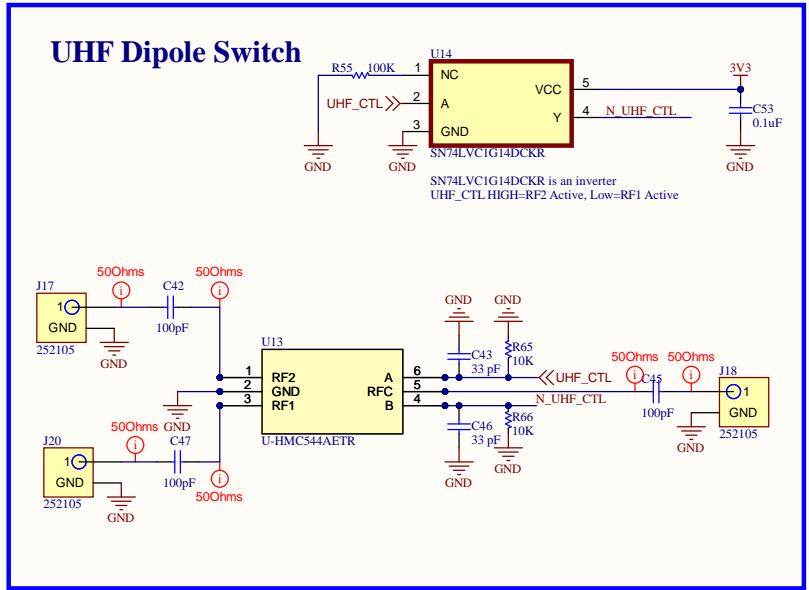 UHF Dipole Switch
U14
R55
100K
1
NC
UHF_CTL
2
A
3
GND
VCC
5
Y
4
N_UHF_CTL
3V3
C53
0.1uF
GND
GND
GND
SN74LVC1G14DCKR
SN74LVC1G14DCKR is an inverter
UHF_CTL HIGH=RF2 Active, Low=RF1 Active
50Ohms
i
50Ohms
i
J17
C42
1
GND
252105
100pF
GND
U13
1
RF2
2
GND
3
RF1
A
6
RFC
5
B
4
U-HMC544AETR
GND
GND
GND
C43
33 pF
R65
10K
UHF_CTL
N_UHF_CTL
C46
33 pF
R66
10K
GND
GND
50Ohms
i
50Ohms
i
C45
100pF
J18
1
GND
252105
GND
J20
50Ohms
i
C47
1
GND
252105
100pF
GND
i
50Ohms